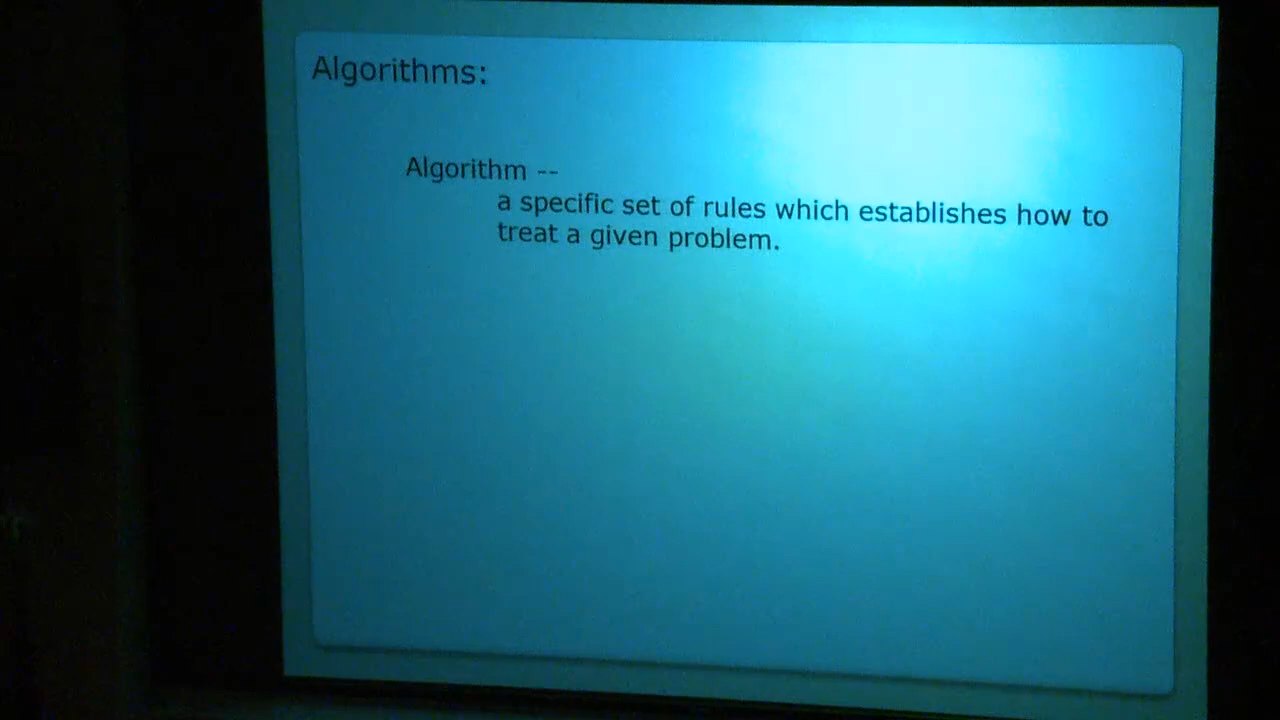 Algorithms:
Algorithm --
a specific set of rules which establishes how to
treat a given problem.